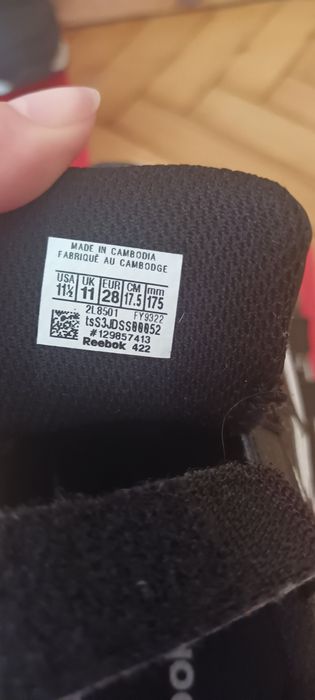 MADE IN CAMBODIA
FABRIQUÉ AU CAMBODGE
USA UK EUR CM mm
11½ 11 28 17.5 175
2L8501 FY9322
tsS3JDSS00052
#129857413
Reebok 422